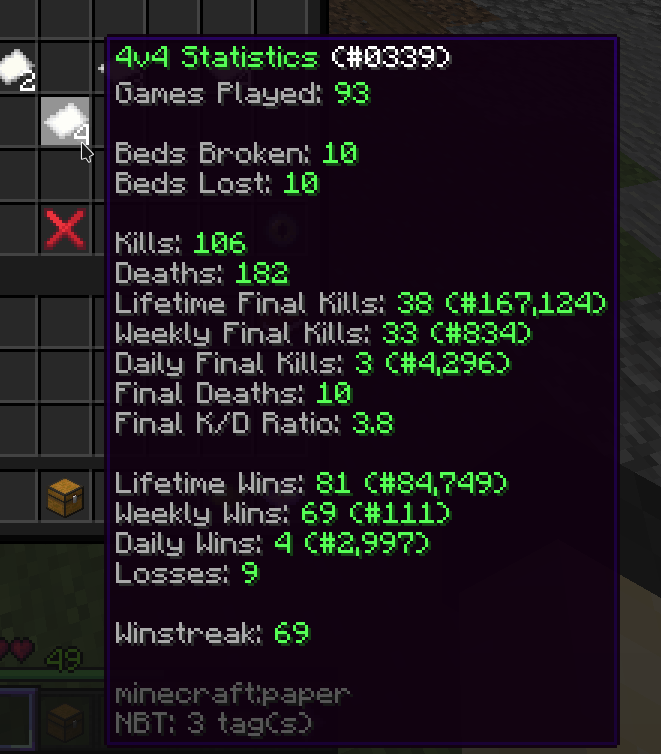 4v4 Statistics (#0339)
Games Played: 93
Beds Broken: 10
Beds Lost: 10
Kills: 106
Deaths: 182
Lifetime Final Kills: 38 (#167,124)
Weekly Final Kills: 33 (#834)
Daily Final Kills: 3 (#4,296)
Final Deaths: 10
Final K/D Ratio: 3.8
Lifetime Wins: 81 (#84,749)
Weekly Wins: 69 (#111)
Daily Wins: 4 (#2,997)
Losses: 9
Winstreak: 69
minecraft:paper
NBT: 3 tag(s)
2
4
49